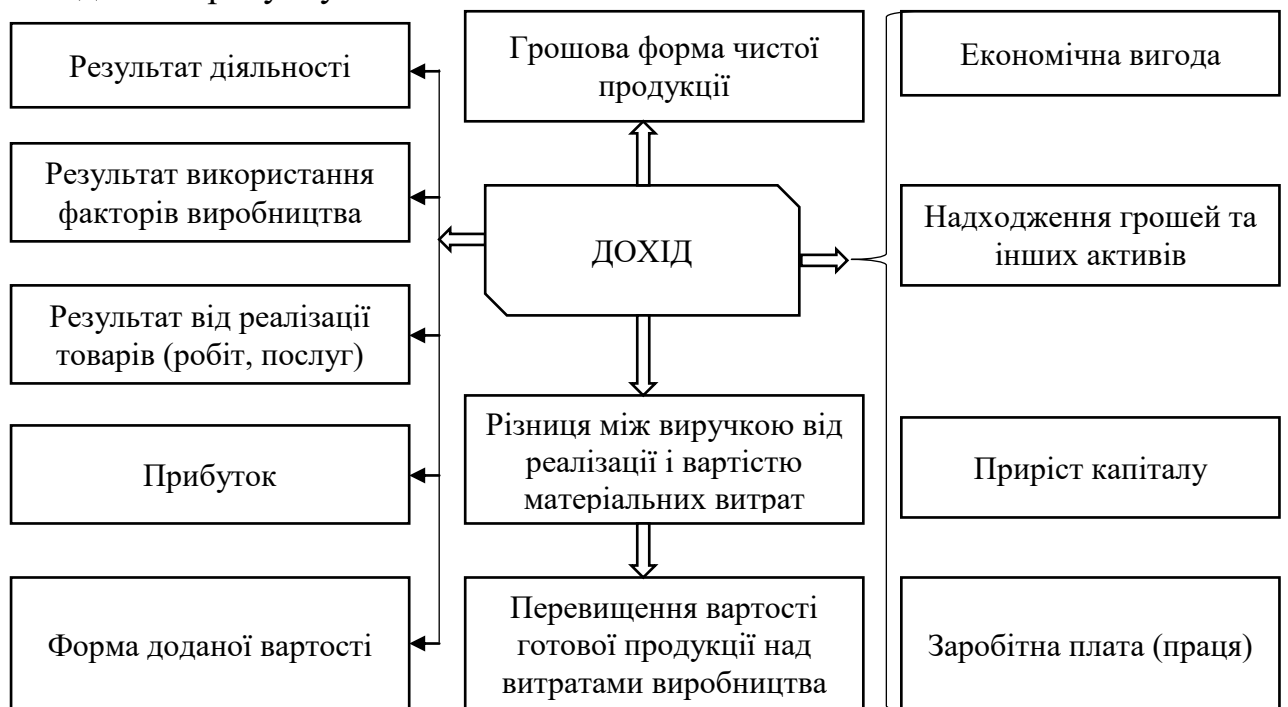 Результат діяльності
Результат використання
факторів виробництва
Результат від реалізації
товарів (робіт, послуг)
Прибуток
Форма доданої вартості
Грошова форма чистої
продукції
ДОХІД
Різниця між виручкою від
реалізації і вартістю
матеріальних витрат
Перевищення вартості
готової продукції над
витратами виробництва
Економічна вигода
Надходження грошей та
інших активів
Приріст капіталу
Заробітна плата (праця)